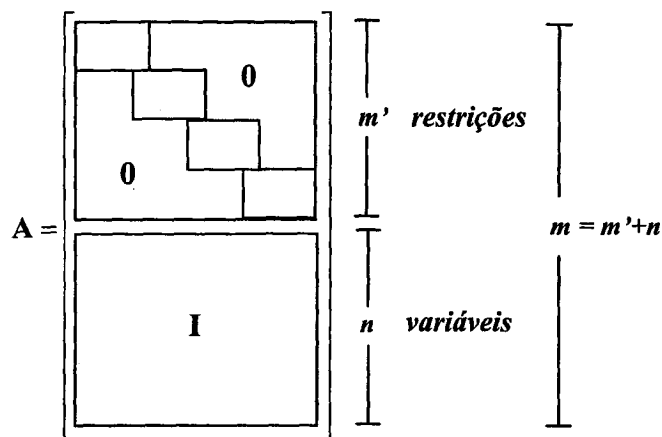 0
m' restrições
0
A =
m = m'+n
I
n variáveis